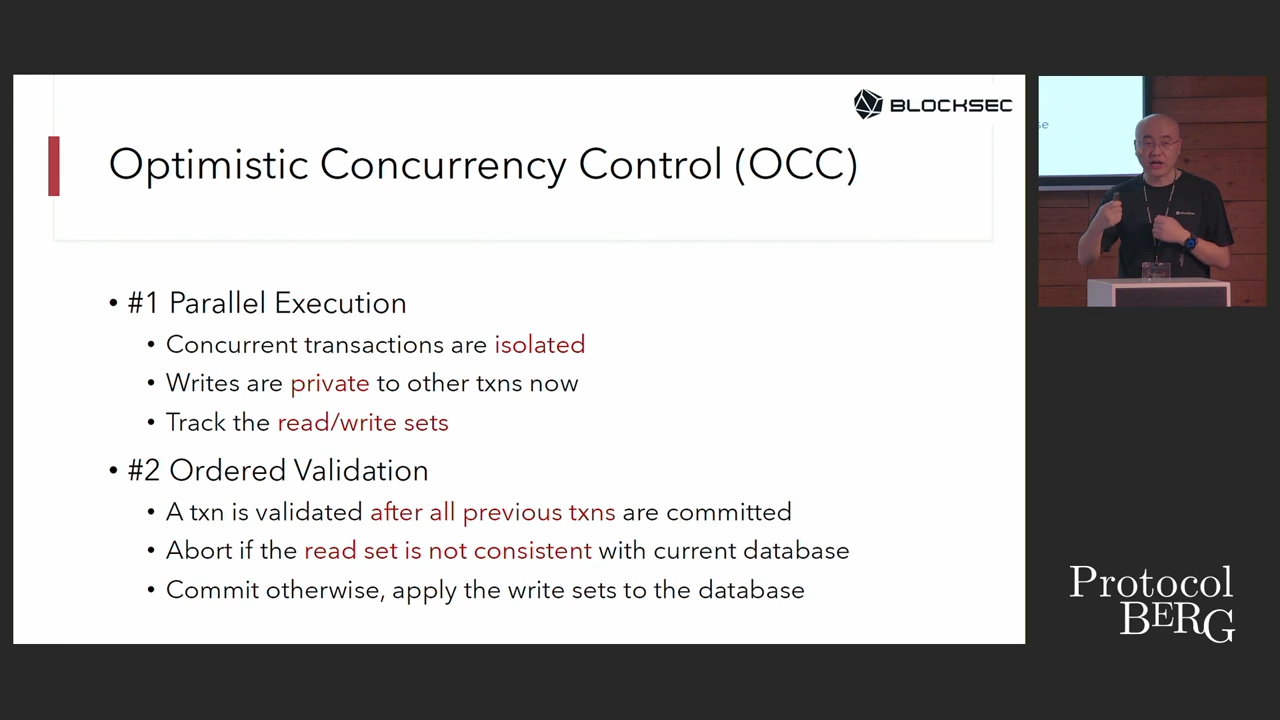 BLOCKSEC
Optimistic Concurrency Control (OCC)
• #1 Parallel Execution
• Concurrent transactions are isolated
• Writes are private to other txns now
• Track the read/write sets
• #2 Ordered Validation
• A txn is validated after all previous txns are committed
• Abort if the read set is not consistent with current database
• Commit otherwise, apply the write sets to the database
se
Protocol
BERG